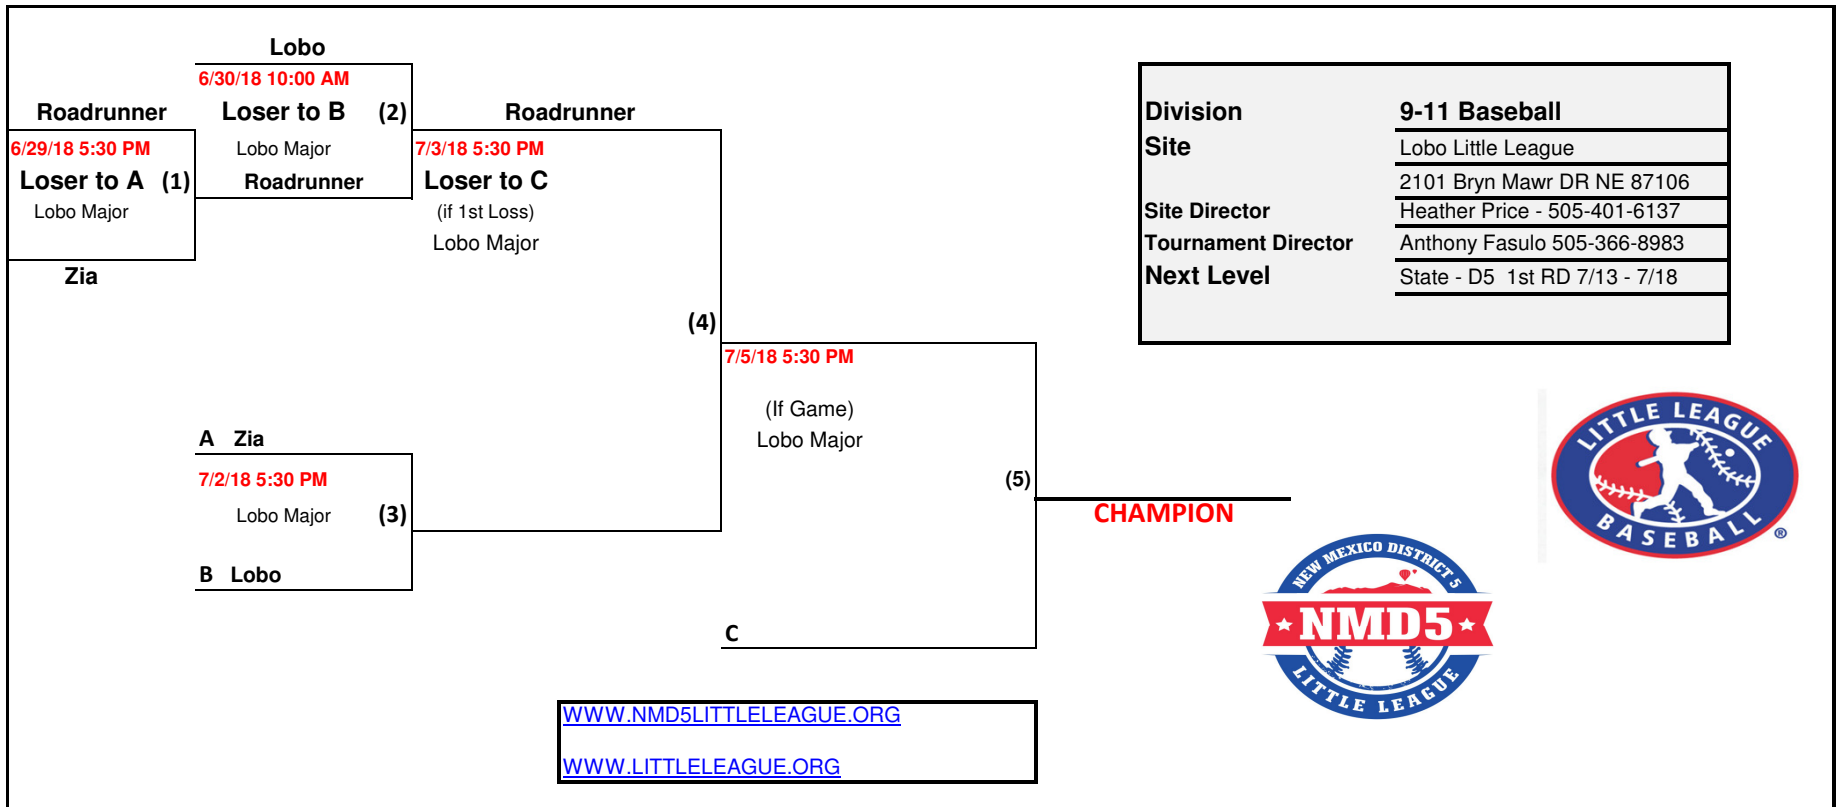 Lobo
6/30/18 10:00 AM
Roadrunner
Loser to B (2)
Roadrunner
6/29/18 5:30 PM
Lobo Major
7/3/18 5:30 PM
Loser to A (1)
Roadrunner
Loser to C
Lobo Major
(if 1st Loss)
Lobo Major
Zia
(4)
7/5/18 5:30 PM
(If Game)
Lobo Major
A Zia
7/2/18 5:30 PM
(5)
Lobo Major (3)
CHAMPION
B Lobo
C
Division 9-11 Baseball
Site Lobo Little League
2101 Bryn Mawr DR NE 87106
Site Director Heather Price - 505-401-6137
Tournament Director Anthony Fasulo 505-366-8983
Next Level State - D5 1st RD 7/13 - 7/18
LITTLE LEAGUE
BASEBALL
®
NEW MEXICO DISTRICT 5
NMD5
LITTLE LEAGUE
WWW.NMD5LITTLELEAGUE.ORG
WWW.LITTLELEAGUE.ORG